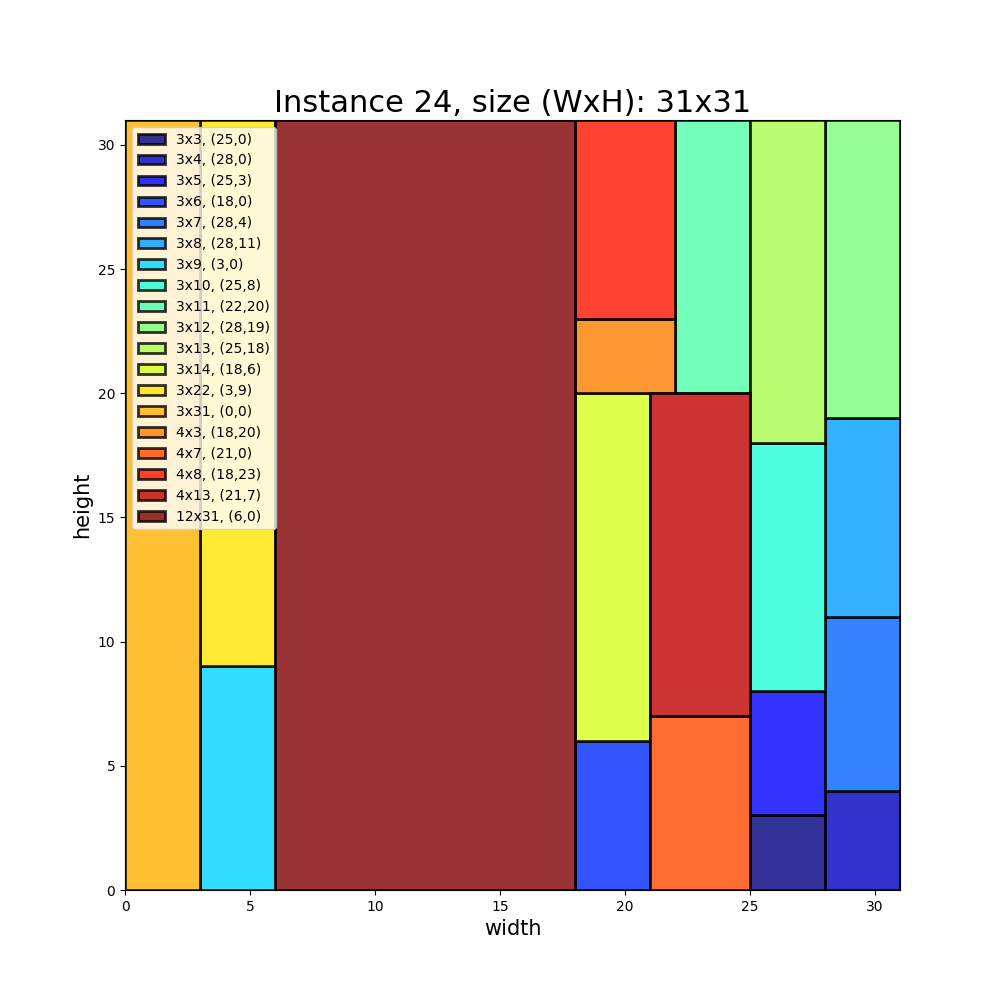 Instance 24, size (WxH): 31x31
30
25
20
15
10
5
0
height
3x3, (25,0)
3x4, (28,0)
3x5, (25,3)
3x6, (18,0)
3x7, (28,4)
3x8, (28,11)
3x9, (3,0)
3x10, (25,8)
3x11, (22,20)
3x12, (28,19)
3x13, (25,18)
3x14, (18,6)
3x22, (3,9)
3x31, (0,0)
4x3, (18,20)
4x7, (21,0)
4x8, (18,23)
4x13, (21,7)
12x31, (6,0)
0 5 10 15 20 25 30
width